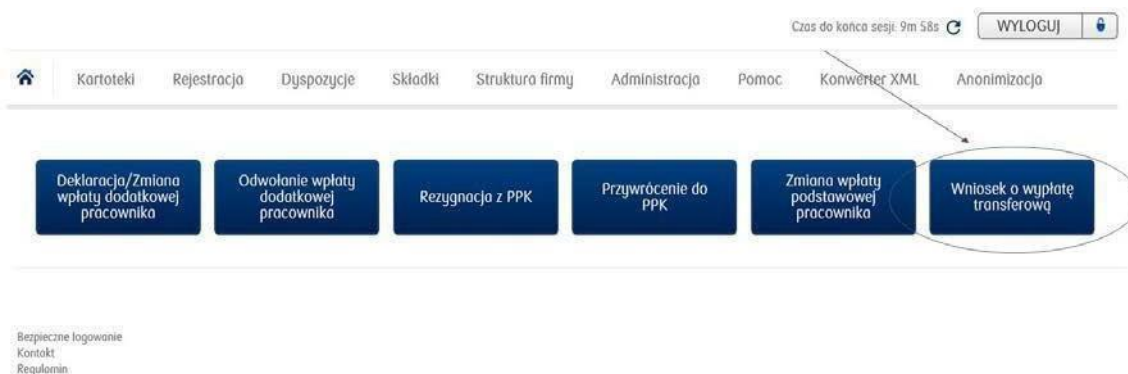 Czas do końca sesji: 9m 58s
WYLOGUJ
Kartoteki Rejestracja Dyspozycje Składki Struktura firmy Administracja Pomoc Konwerter XML Anonimizacja
Deklaracja/Zmiana
wpłaty dodatkowej
pracownika
Odwołanie wpłaty
dodatkowej
pracownika
Rezygnacja z PPK
Przywrócenie do
PPK
Zmiana wpłaty
podstawowej
pracownika
Wniosek o wypłatę
transferową
Bezpieczne logowanie
Kontakt
Regulamin